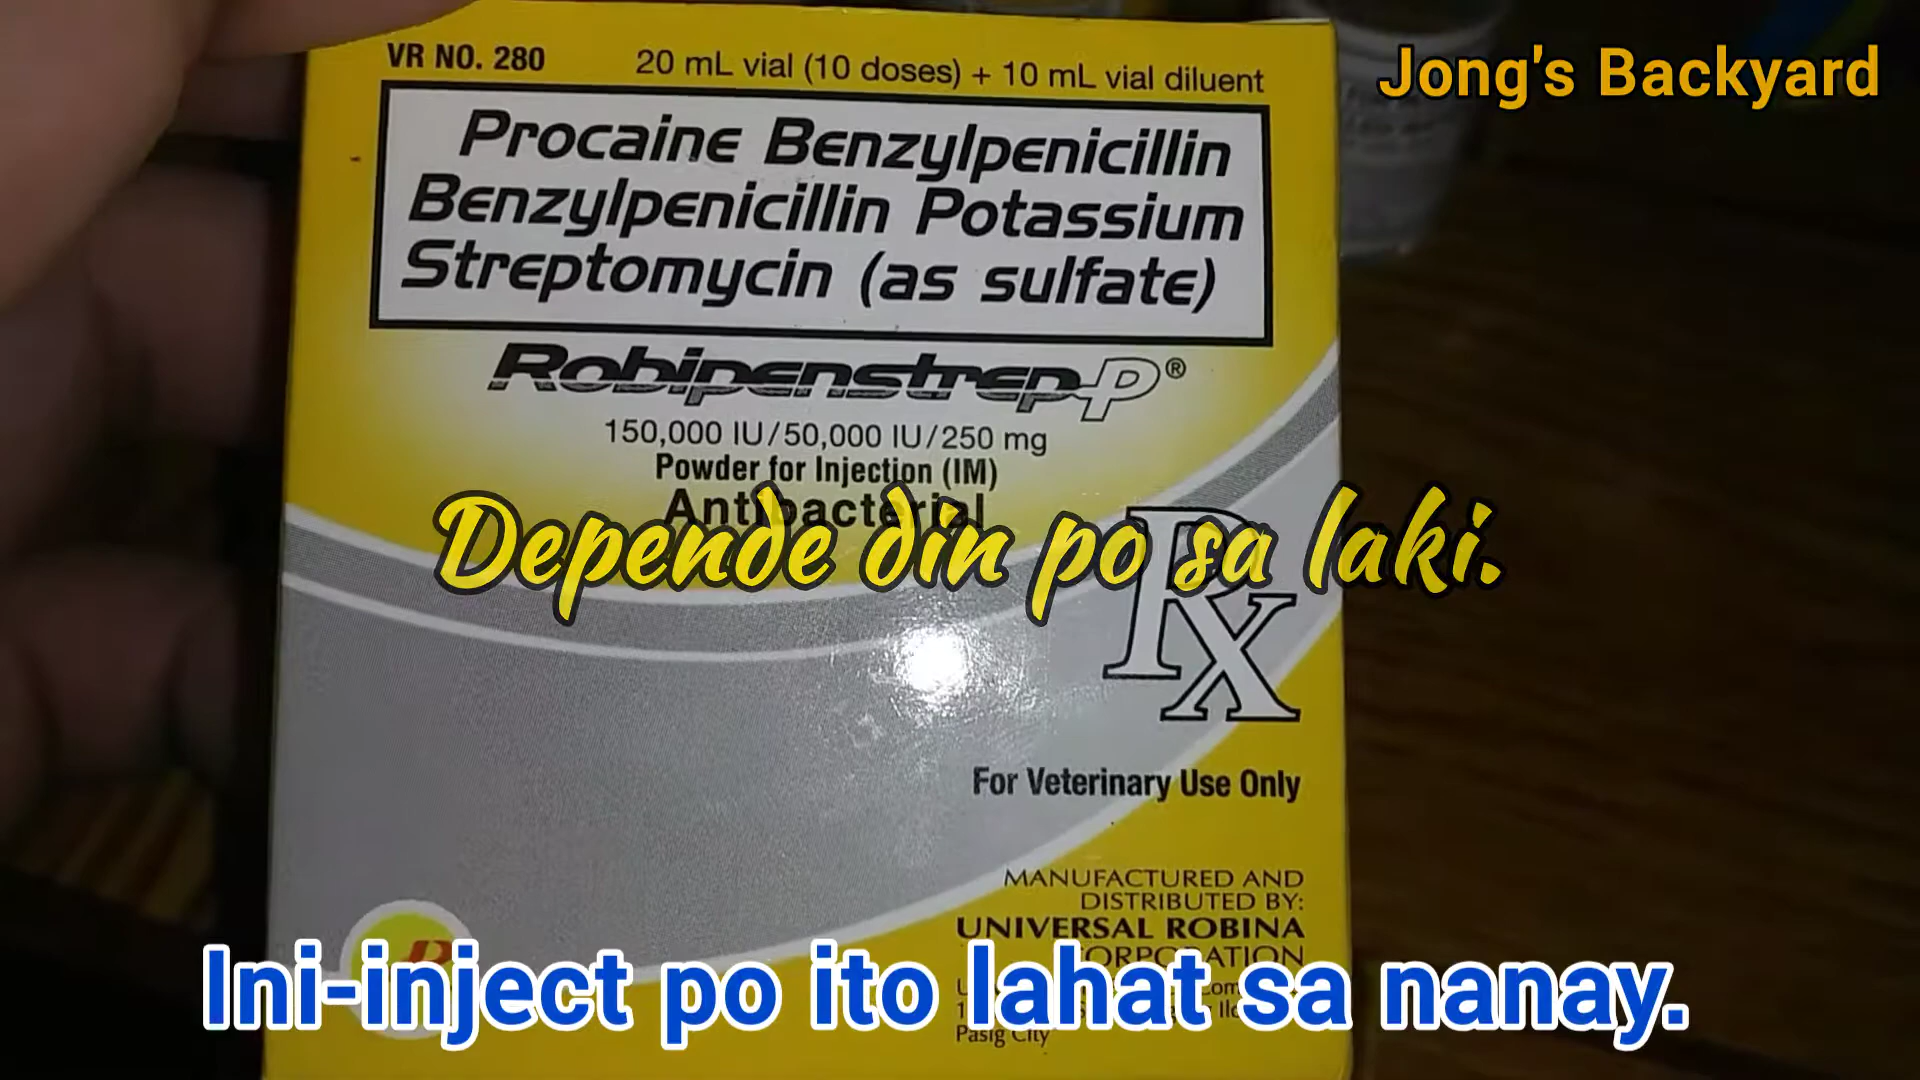 VR NO. 280 20 mL vial (10 doses) + 10 mL vial diluent
Jong's Backyard
Procaine Benzylpenicillin
Benzylpenicillin Potassium
Streptomycin (as sulfate)
Robipenstrep-P®
150,000 IU/50,000 IU/250 mg
Powder for Injection (IM)
Antibacterial
Depende din po sa laki.
Rx
For Veterinary Use Only
MANUFACTURED AND
DISTRIBUTED BY:
UNIVERSAL ROBINA
CORPORATION
Ini-inject po ito lahat sa nanay.
Pasig City